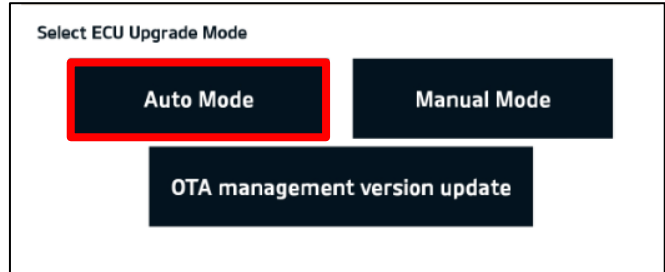 Select ECU Upgrade Mode
Auto Mode
Manual Mode
OTA management version update